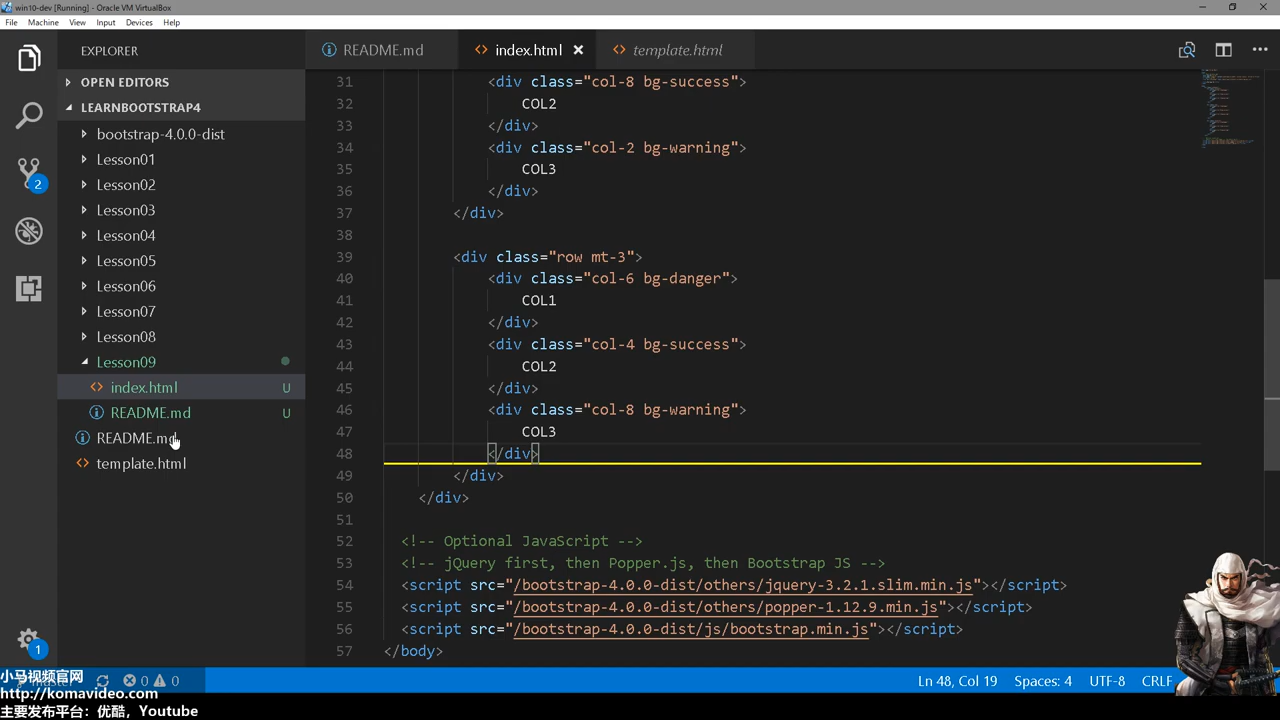 win10-dev [Running] - Oracle VM VirtualBox
File Machine View Input Devices Help
EXPLORER
OPEN EDITORS
LEARNBOOTSTRAP4
bootstrap-4.0.0-dist
Lesson01
Lesson02
Lesson03
Lesson04
Lesson05
Lesson06
Lesson07
Lesson08
Lesson09
index.html U
README.md U
README.md
template.html
2
1
README.md index.html template.html
31 <div class="col-8 bg-success">
32 COL2
33 </div>
34 <div class="col-2 bg-warning">
35 COL3
36 </div>
37 </div>
38
39 <div class="row mt-3">
40 <div class="col-6 bg-danger">
41 COL1
42 </div>
43 <div class="col-4 bg-success">
44 COL2
45 </div>
46 <div class="col-8 bg-warning">
47 COL3
48 </div>
49 </div>
50 </div>
51
52 <!-- Optional JavaScript -->
53 <!-- jQuery first, then Popper.js, then Bootstrap JS -->
54 <script src="/bootstrap-4.0.0-dist/others/jquery-3.2.1.slim.min.js"></script>
55 <script src="/bootstrap-4.0.0-dist/others/popper-1.12.9.min.js"></script>
56 <script src="/bootstrap-4.0.0-dist/js/bootstrap.min.js"></script>
57 </body>
0 0 Ln 48, Col 19 Spaces: 4 UTF-8 CRLF
小马视频官网
http://komavideo.com
主要发布平台：优酷，Youtube